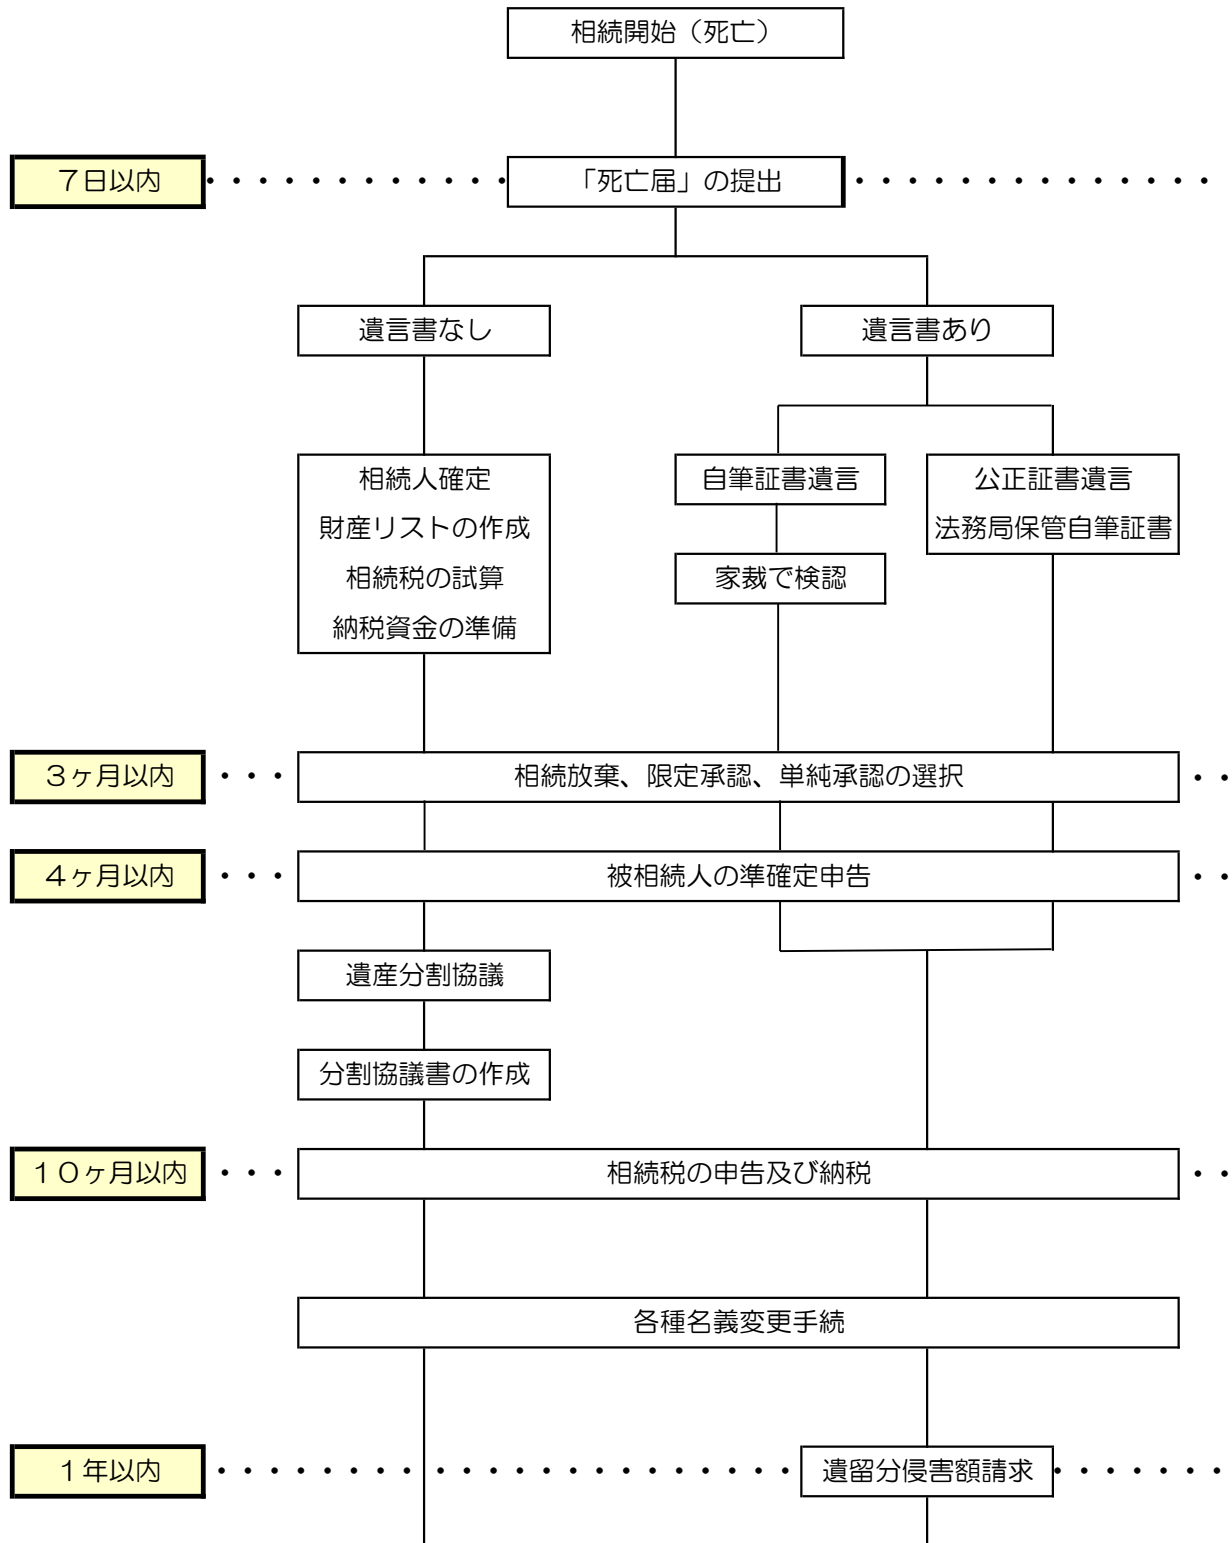 相続開始（死亡）
７日以内
「死亡届」の提出
遺言書なし
遺言書あり
相続人確定
財産リストの作成
相続税の試算
納税資金の準備
自筆証書遺言
家裁で検認
公正証書遺言
法務局保管自筆証書
３ヶ月以内
相続放棄、限定承認、単純承認の選択
４ヶ月以内
被相続人の準確定申告
遺産分割協議
分割協議書の作成
１０ヶ月以内
相続税の申告及び納税
各種名義変更手続
１年以内
遺留分侵害額請求